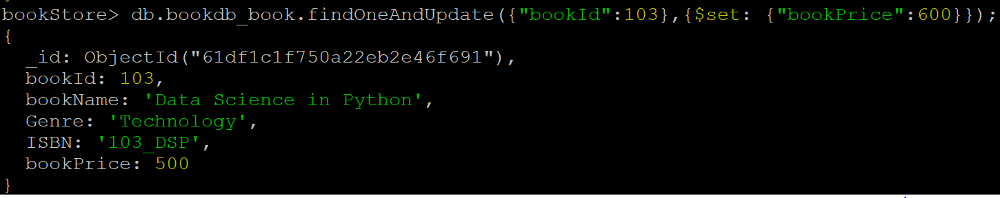 bookStore> db.bookdb_book.findOneAndUpdate({"bookId":103},{$set: {"bookPrice":600}});
{
  _id: ObjectId("61df1c1f750a22eb2e46f691"),
  bookId: 103,
  bookName: 'Data Science in Python',
  Genre: 'Technology',
  ISBN: '103_DSP',
  bookPrice: 500
}